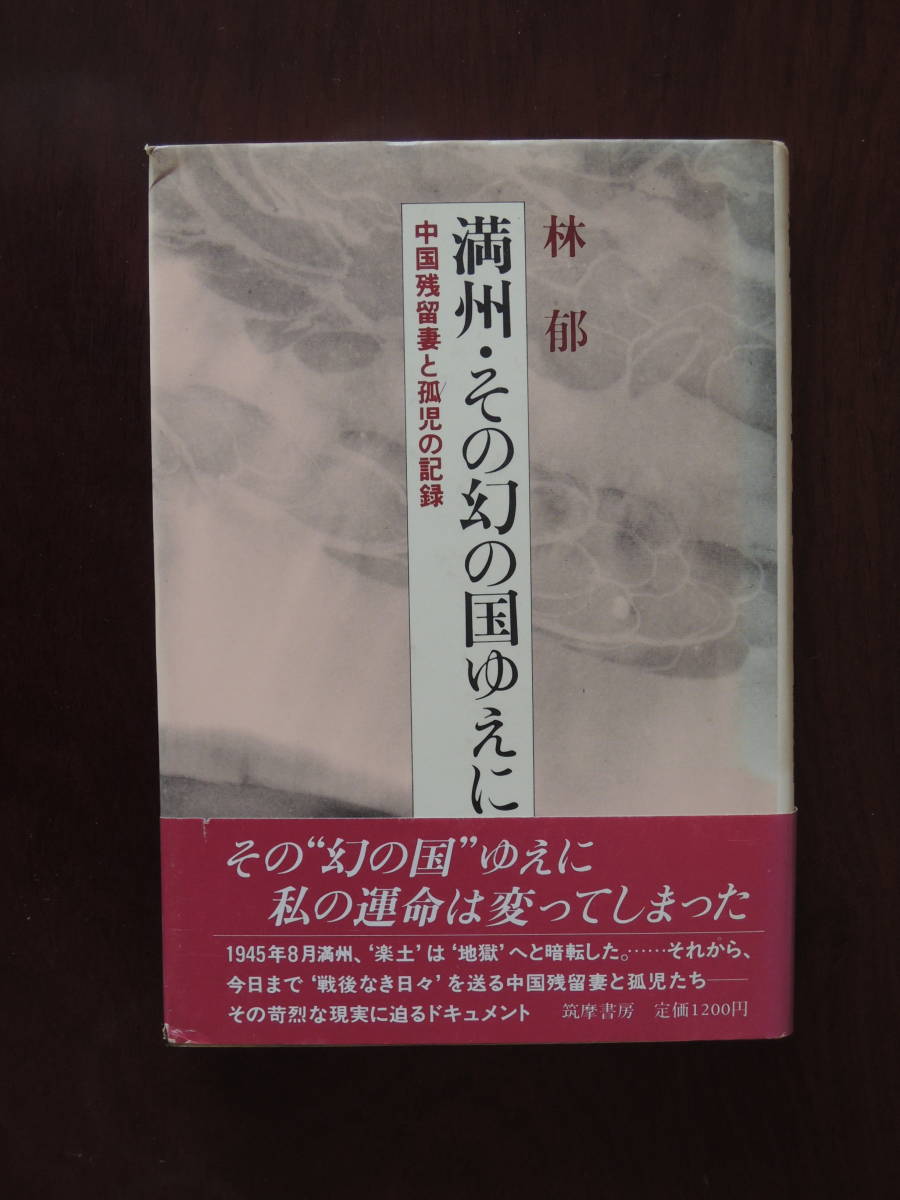 林郁
満州・その幻の国ゆえに
中国残留妻と孤児の記録
その“幻の国”ゆえに
私の運命は変ってしまった
1945年8月満州、‘楽土’は‘地獄’へと暗転した。……それから、
今日まで‘戦後なき日々’を送る中国残留妻と孤児たち——
その苛烈な現実に迫るドキュメント 筑摩書房 定価1200円